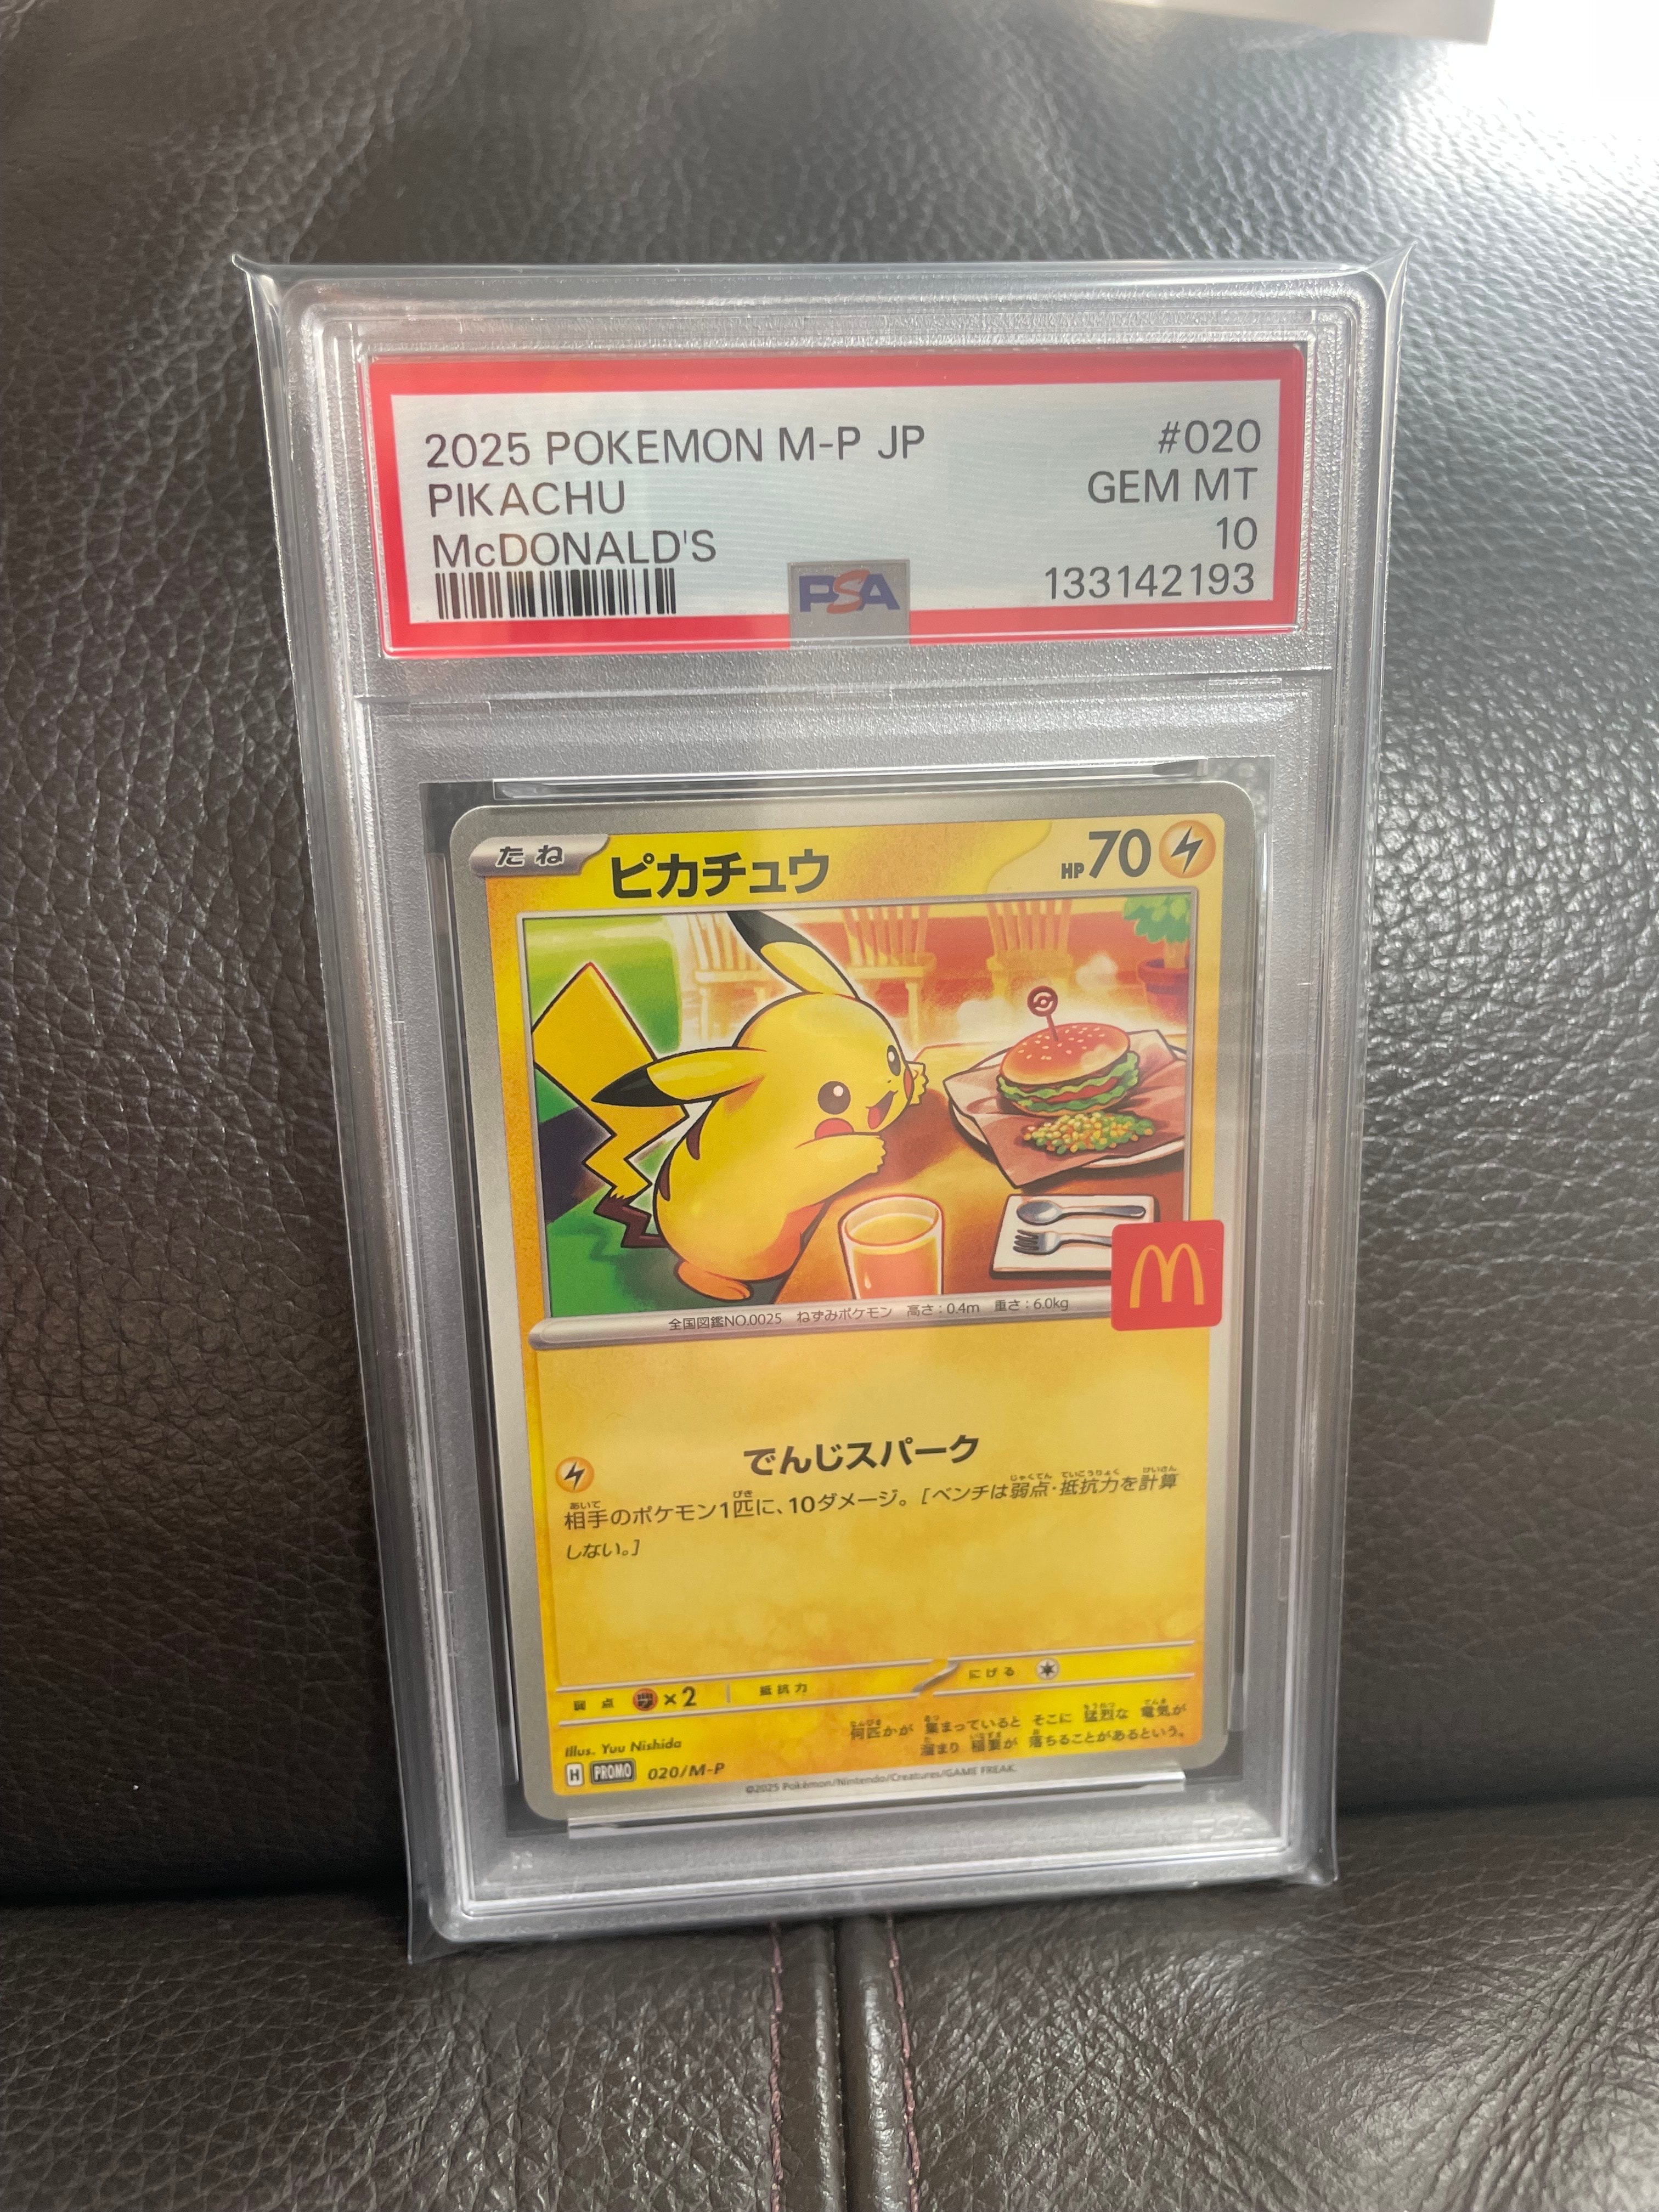 2025 POKEMON M-P JP #020
PIKACHU GEM MT
McDONALD'S 10
PSA 133142193
たね ピカチュウ HP70
全国図鑑NO.0025 ねずみポケモン 高さ:0.4m 重さ:6.0kg
でんじスパーク
相手のポケモン1匹に、10ダメージ。[ベンチは弱点・抵抗力を計算
しない。]
弱点 ×2 抵抗力 にげる
Illus. Yuu Nishida
何匹かが 集まっていると そこに 猛烈な 電気が
溜まり 稲妻が 落ちることがあるという。
H PROMO 020/M-P
©2025 Pokémon/Nintendo/Creatures/GAME FREAK.